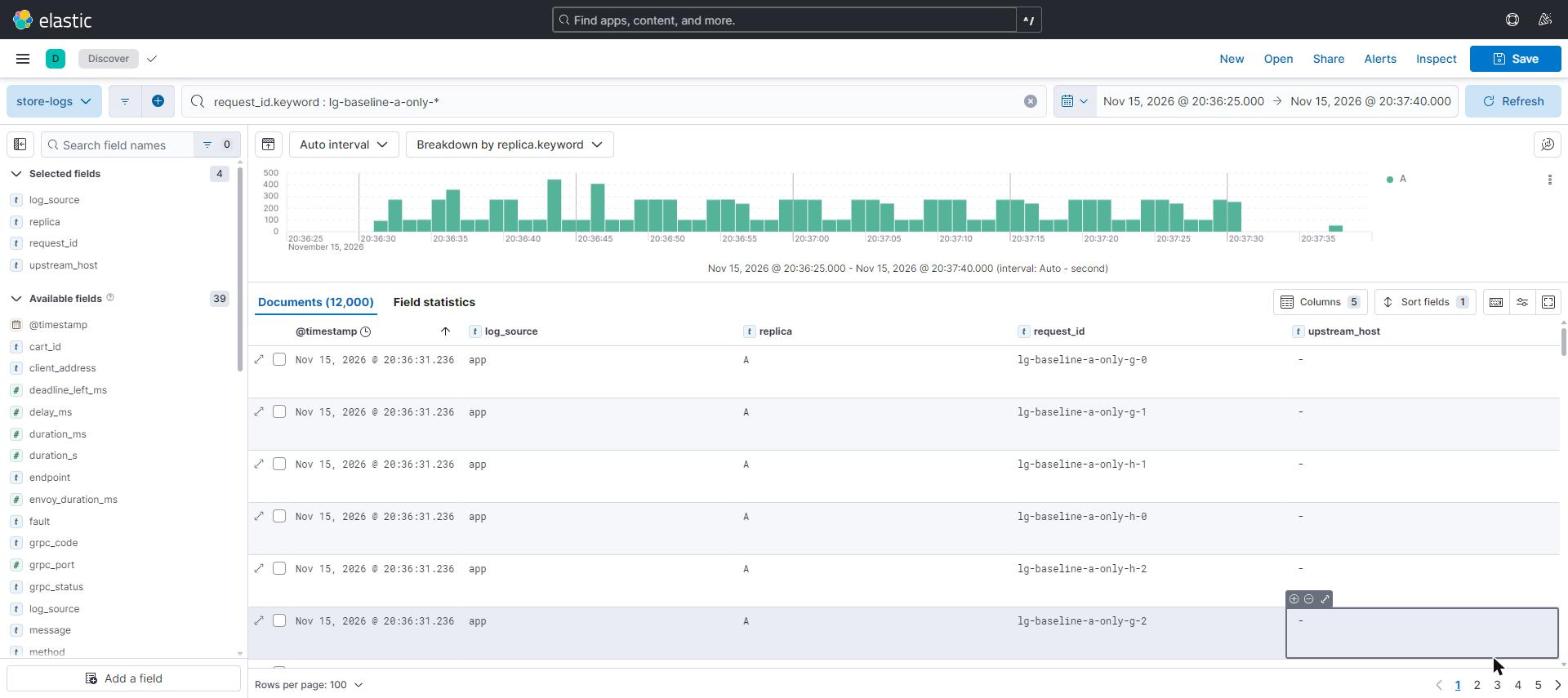 elastic
Find apps, content, and more.
^/
D
Discover
New
Open
Share
Alerts
Inspect
Save
store-logs
request_id.keyword : lg-baseline-a-only-*
Nov 15, 2026 @ 20:36:25.000 → Nov 15, 2026 @ 20:37:40.000
Refresh
Search field names
0
Auto interval
Breakdown by replica.keyword
Selected fields
4
t log_source
t replica
t request_id
t upstream_host
Available fields
39
@timestamp
t cart_id
t client_address
# deadline_left_ms
# delay_ms
# duration_ms
# duration_s
t endpoint
# envoy_duration_ms
t fault
t grpc_code
# grpc_port
t grpc_status
t log_source
t message
t method
Add a field
500
400
300
200
100
0
20:36:25
November 15, 2026
20:36:30
20:36:35
20:36:40
20:36:45
20:36:50
20:36:55
20:37:00
20:37:05
20:37:10
20:37:15
20:37:20
20:37:25
20:37:30
20:37:35
A
Nov 15, 2026 @ 20:36:25.000 - Nov 15, 2026 @ 20:37:40.000 (interval: Auto - second)
Documents (12,000)
Field statistics
Columns 5
Sort fields 1
@timestamp ↑ t log_source t replica t request_id t upstream_host
Nov 15, 2026 @ 20:36:31.236 app A lg-baseline-a-only-g-0 -
Nov 15, 2026 @ 20:36:31.236 app A lg-baseline-a-only-g-1 -
Nov 15, 2026 @ 20:36:31.236 app A lg-baseline-a-only-h-1 -
Nov 15, 2026 @ 20:36:31.236 app A lg-baseline-a-only-h-0 -
Nov 15, 2026 @ 20:36:31.236 app A lg-baseline-a-only-h-2 -
Nov 15, 2026 @ 20:36:31.236 app A lg-baseline-a-only-g-2 -
Rows per page: 100
1 2 3 4 5